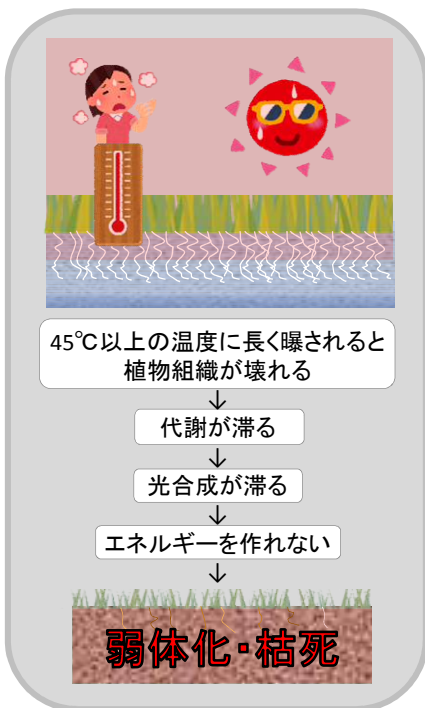 45℃以上の温度に長く曝されると
植物組織が壊れる
↓
代謝が滞る
↓
光合成が滞る
↓
エネルギーを作れない
↓
弱体化・枯死